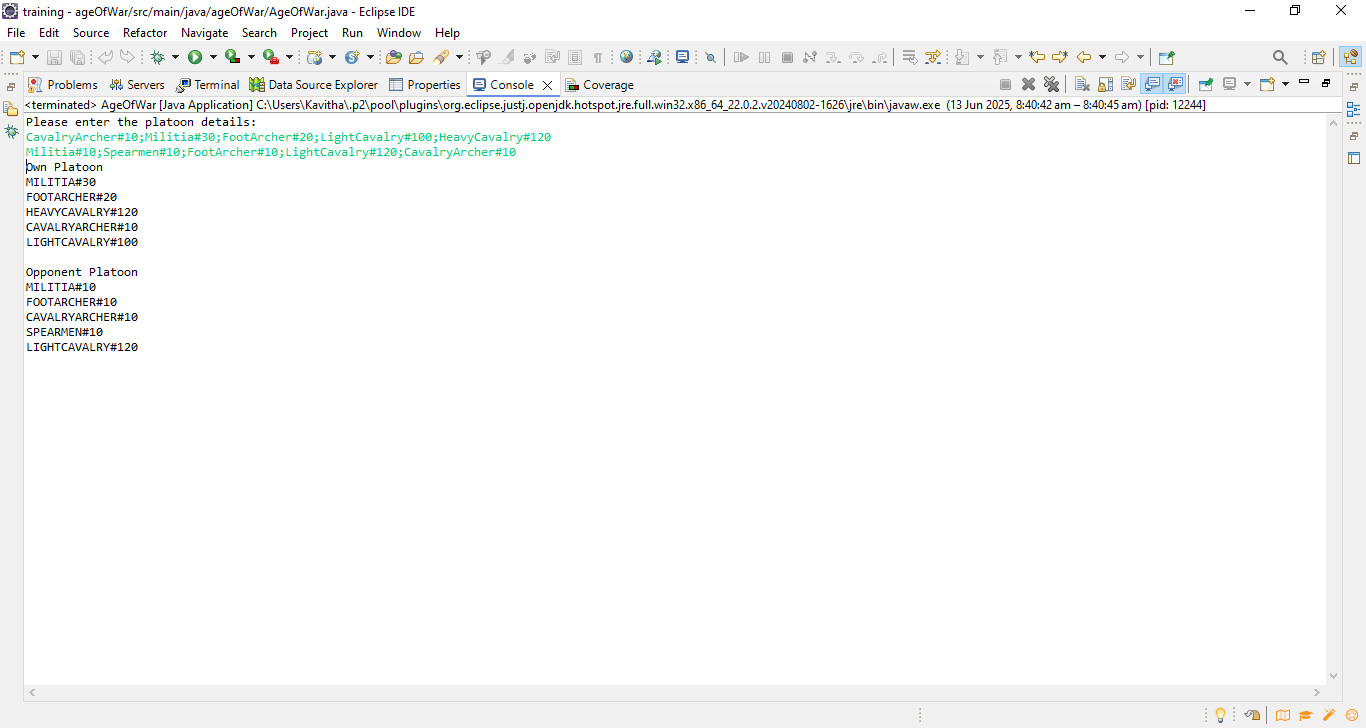 training - ageOfWar/src/main/java/ageOfWar/AgeOfWar.java - Eclipse IDE
File Edit Source Refactor Navigate Search Project Run Window Help
Problems Servers Terminal Data Source Explorer Properties Console Coverage
<terminated> AgeOfWar [Java Application] C:\Users\Kavitha\.p2\pool\plugins\org.eclipse.justj.openjdk.hotspot.jre.full.win32.x86_64_22.0.2.v20240802-1626\jre\bin\javaw.exe (13 Jun 2025, 8:40:42 am – 8:40:45 am) [pid: 12244]
Please enter the platoon details:
CavalryArcher#10;Militia#30;FootArcher#20;LightCavalry#100;HeavyCavalry#120
Militia#10;Spearmen#10;FootArcher#10;LightCavalry#120;CavalryArcher#10
Own Platoon
MILITIA#30
FOOTARCHER#20
HEAVYCAVALRY#120
CAVALRYARCHER#10
LIGHTCAVALRY#100
Opponent Platoon
MILITIA#10
FOOTARCHER#10
CAVALRYARCHER#10
SPEARMEN#10
LIGHTCAVALRY#120